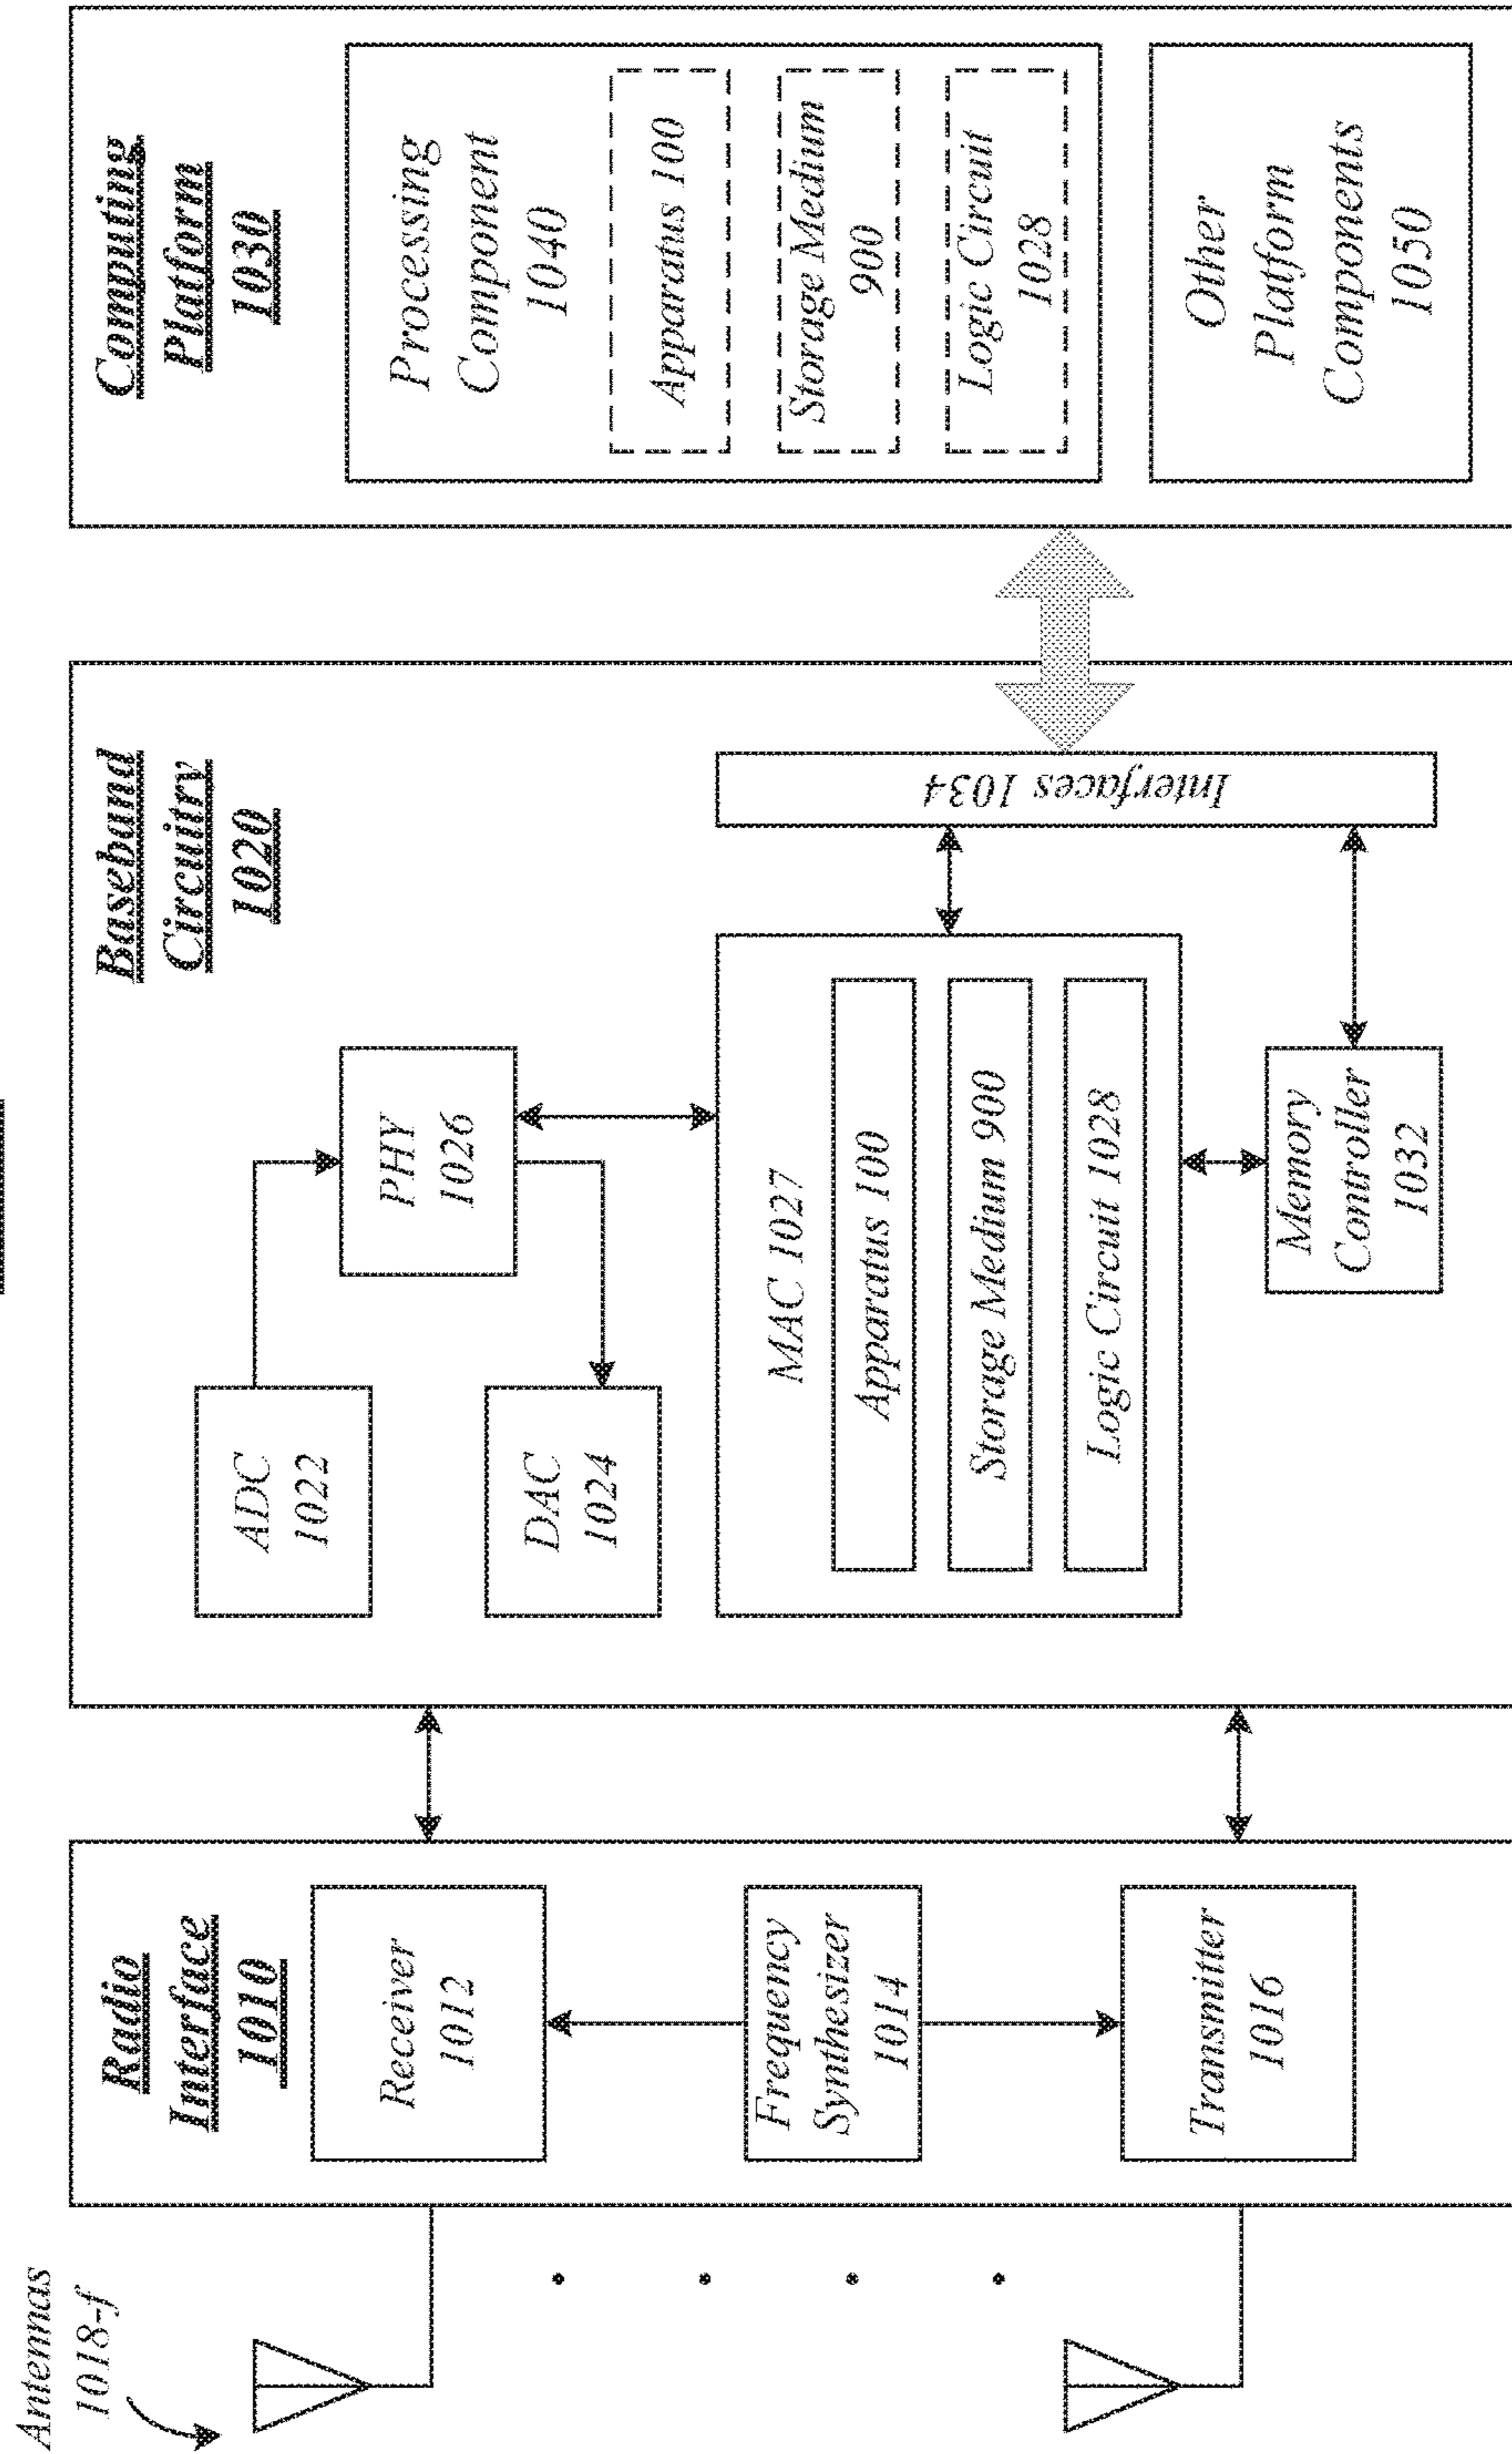 Antennas
1018-f
Radio
Interface
1010
Receiver
1012
Frequency
Synthesizer
1014
Transmitter
1016
Baseband
Circuitry
1020
ADC
1022
DAC
1024
PHY
1026
MAC 1027
Apparatus 100
Storage Medium 900
Logic Circuit 1028
Memory
Controller
1032
Interfaces 1034
Computing
Platform
1030
Processing
Component
1040
Apparatus 100
Storage Medium
900
Logic Circuit
1028
Other
Platform
Components
1050